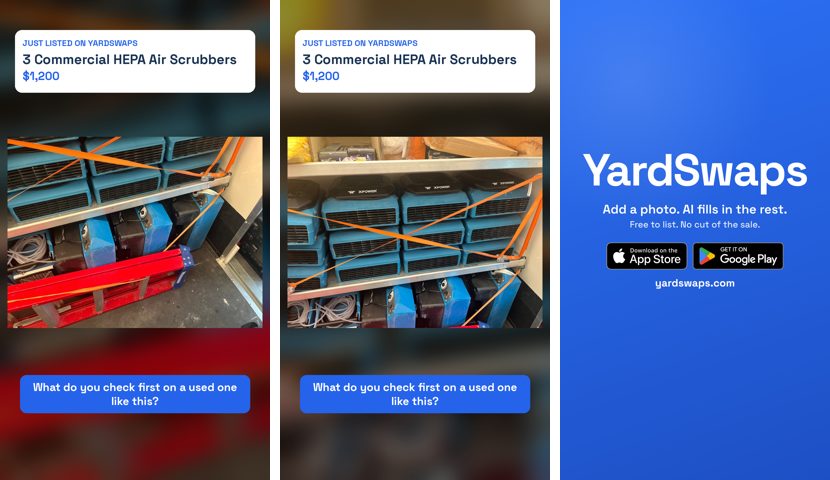 JUST LISTED ON YARDSWAPS
3 Commercial HEPA Air Scrubbers
$1,200
What do you check first on a used one
like this?
JUST LISTED ON YARDSWAPS
3 Commercial HEPA Air Scrubbers
$1,200
XPOWER
XPOWER
What do you check first on a used one
like this?
YardSwaps
Add a photo. AI fills in the rest.
Free to list. No cut of the sale.
Download on the
App Store
GET IT ON
Google Play
yardswaps.com